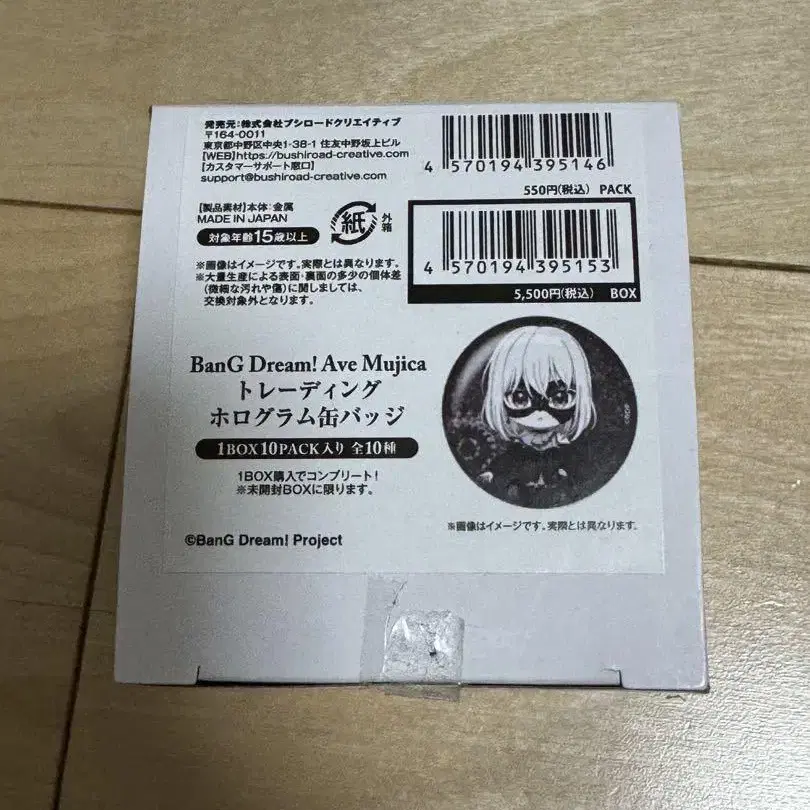 発売元:株式会社ブシロードクリエイティブ
〒164-0011
東京都中野区中央1-38-1 住友中野坂上ビル
【WEB】https://bushiroad-creative.com
【カスタマーサポート窓口】
support@bushiroad-creative.com
4 570194 395146
550円(税込) PACK
【製品素材】本体:金属
MADE IN JAPAN
対象年齢15歳以上
紙
外箱
4 570194 395153
5,500円(税込) BOX
※画像はイメージです。実際とは異なります。
※大量生産による表面・裏面の多少の個体差
(微細な汚れや傷)に関しましては、
交換対象外となります。
BanG Dream! Ave Mujica
トレーディング
ホログラム缶バッジ
1BOX10PACK入り 全10種
1BOX購入でコンプリート!
※未開封BOXに限ります。
©BDP
※画像はイメージです。実際とは異なります。
©BanG Dream! Project